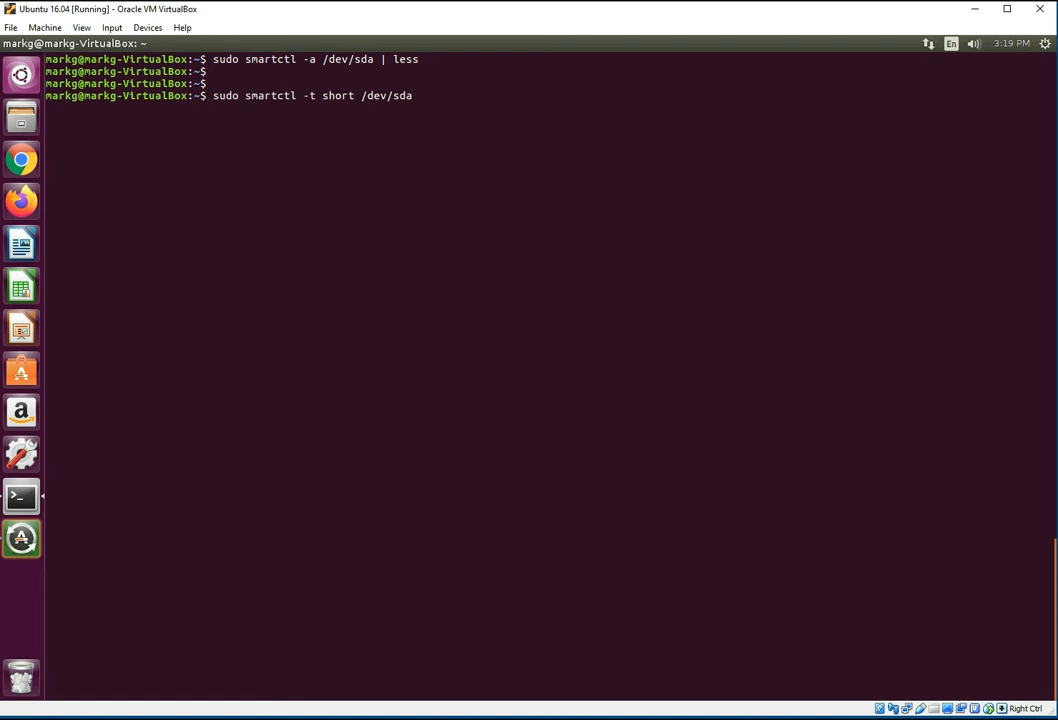 Ubuntu 16.04 [Running] - Oracle VM VirtualBox
File Machine View Input Devices Help
markg@markg-VirtualBox: ~ En 3:19 PM
markg@markg-VirtualBox:~$ sudo smartctl -a /dev/sda | less
markg@markg-VirtualBox:~$
markg@markg-VirtualBox:~$
markg@markg-VirtualBox:~$ sudo smartctl -t short /dev/sda
Right Ctrl